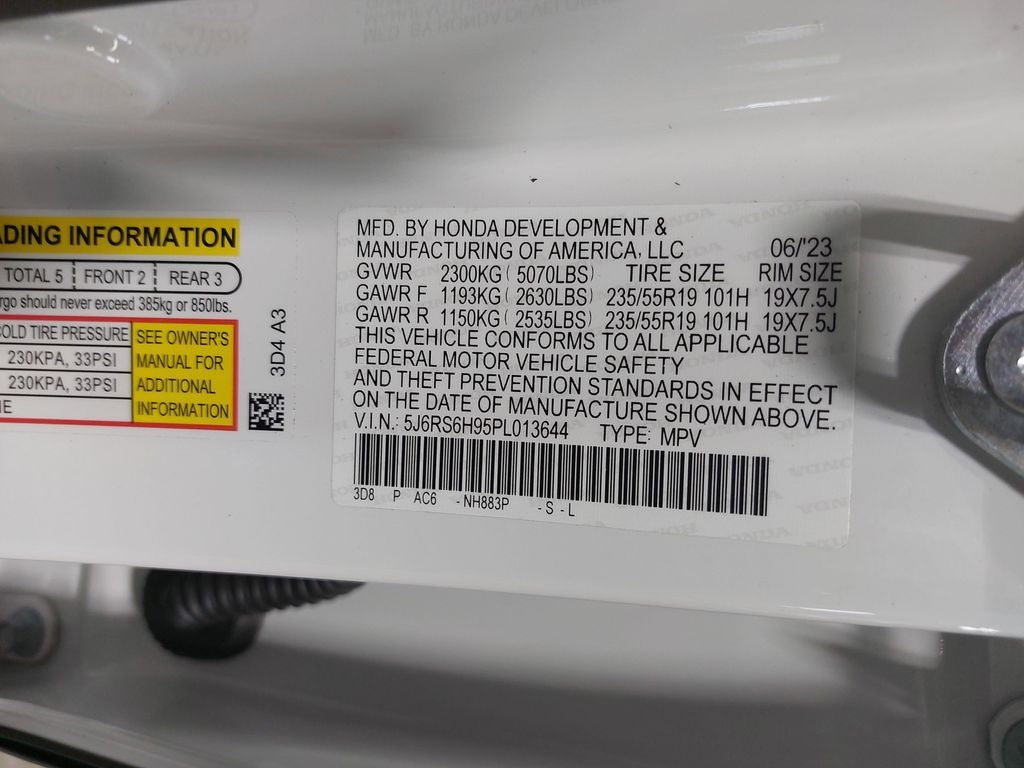 ADING INFORMATION
TOTAL 5 FRONT 2 REAR 3
rgo should never exceed 385kg or 850lbs.
COLD TIRE PRESSURE
230KPA, 33PSI
230KPA, 33PSI
SEE OWNER'S
MANUAL FOR
ADDITIONAL
INFORMATION
3D4 A3
MFD. BY HONDA DEVELOPMENT &
MANUFACTURING OF AMERICA, LLC 06/'23
GVWR 2300KG ( 5070LBS) TIRE SIZE RIM SIZE
GAWR F 1193KG ( 2630LBS) 235/55R19 101H 19X7.5J
GAWR R 1150KG ( 2535LBS) 235/55R19 101H 19X7.5J
THIS VEHICLE CONFORMS TO ALL APPLICABLE
FEDERAL MOTOR VEHICLE SAFETY
AND THEFT PREVENTION STANDARDS IN EFFECT
ON THE DATE OF MANUFACTURE SHOWN ABOVE.
V.I.N.: 5J6RS6H95PL013644 TYPE: MPV
3D8 P AC6 -NH883P -S-L